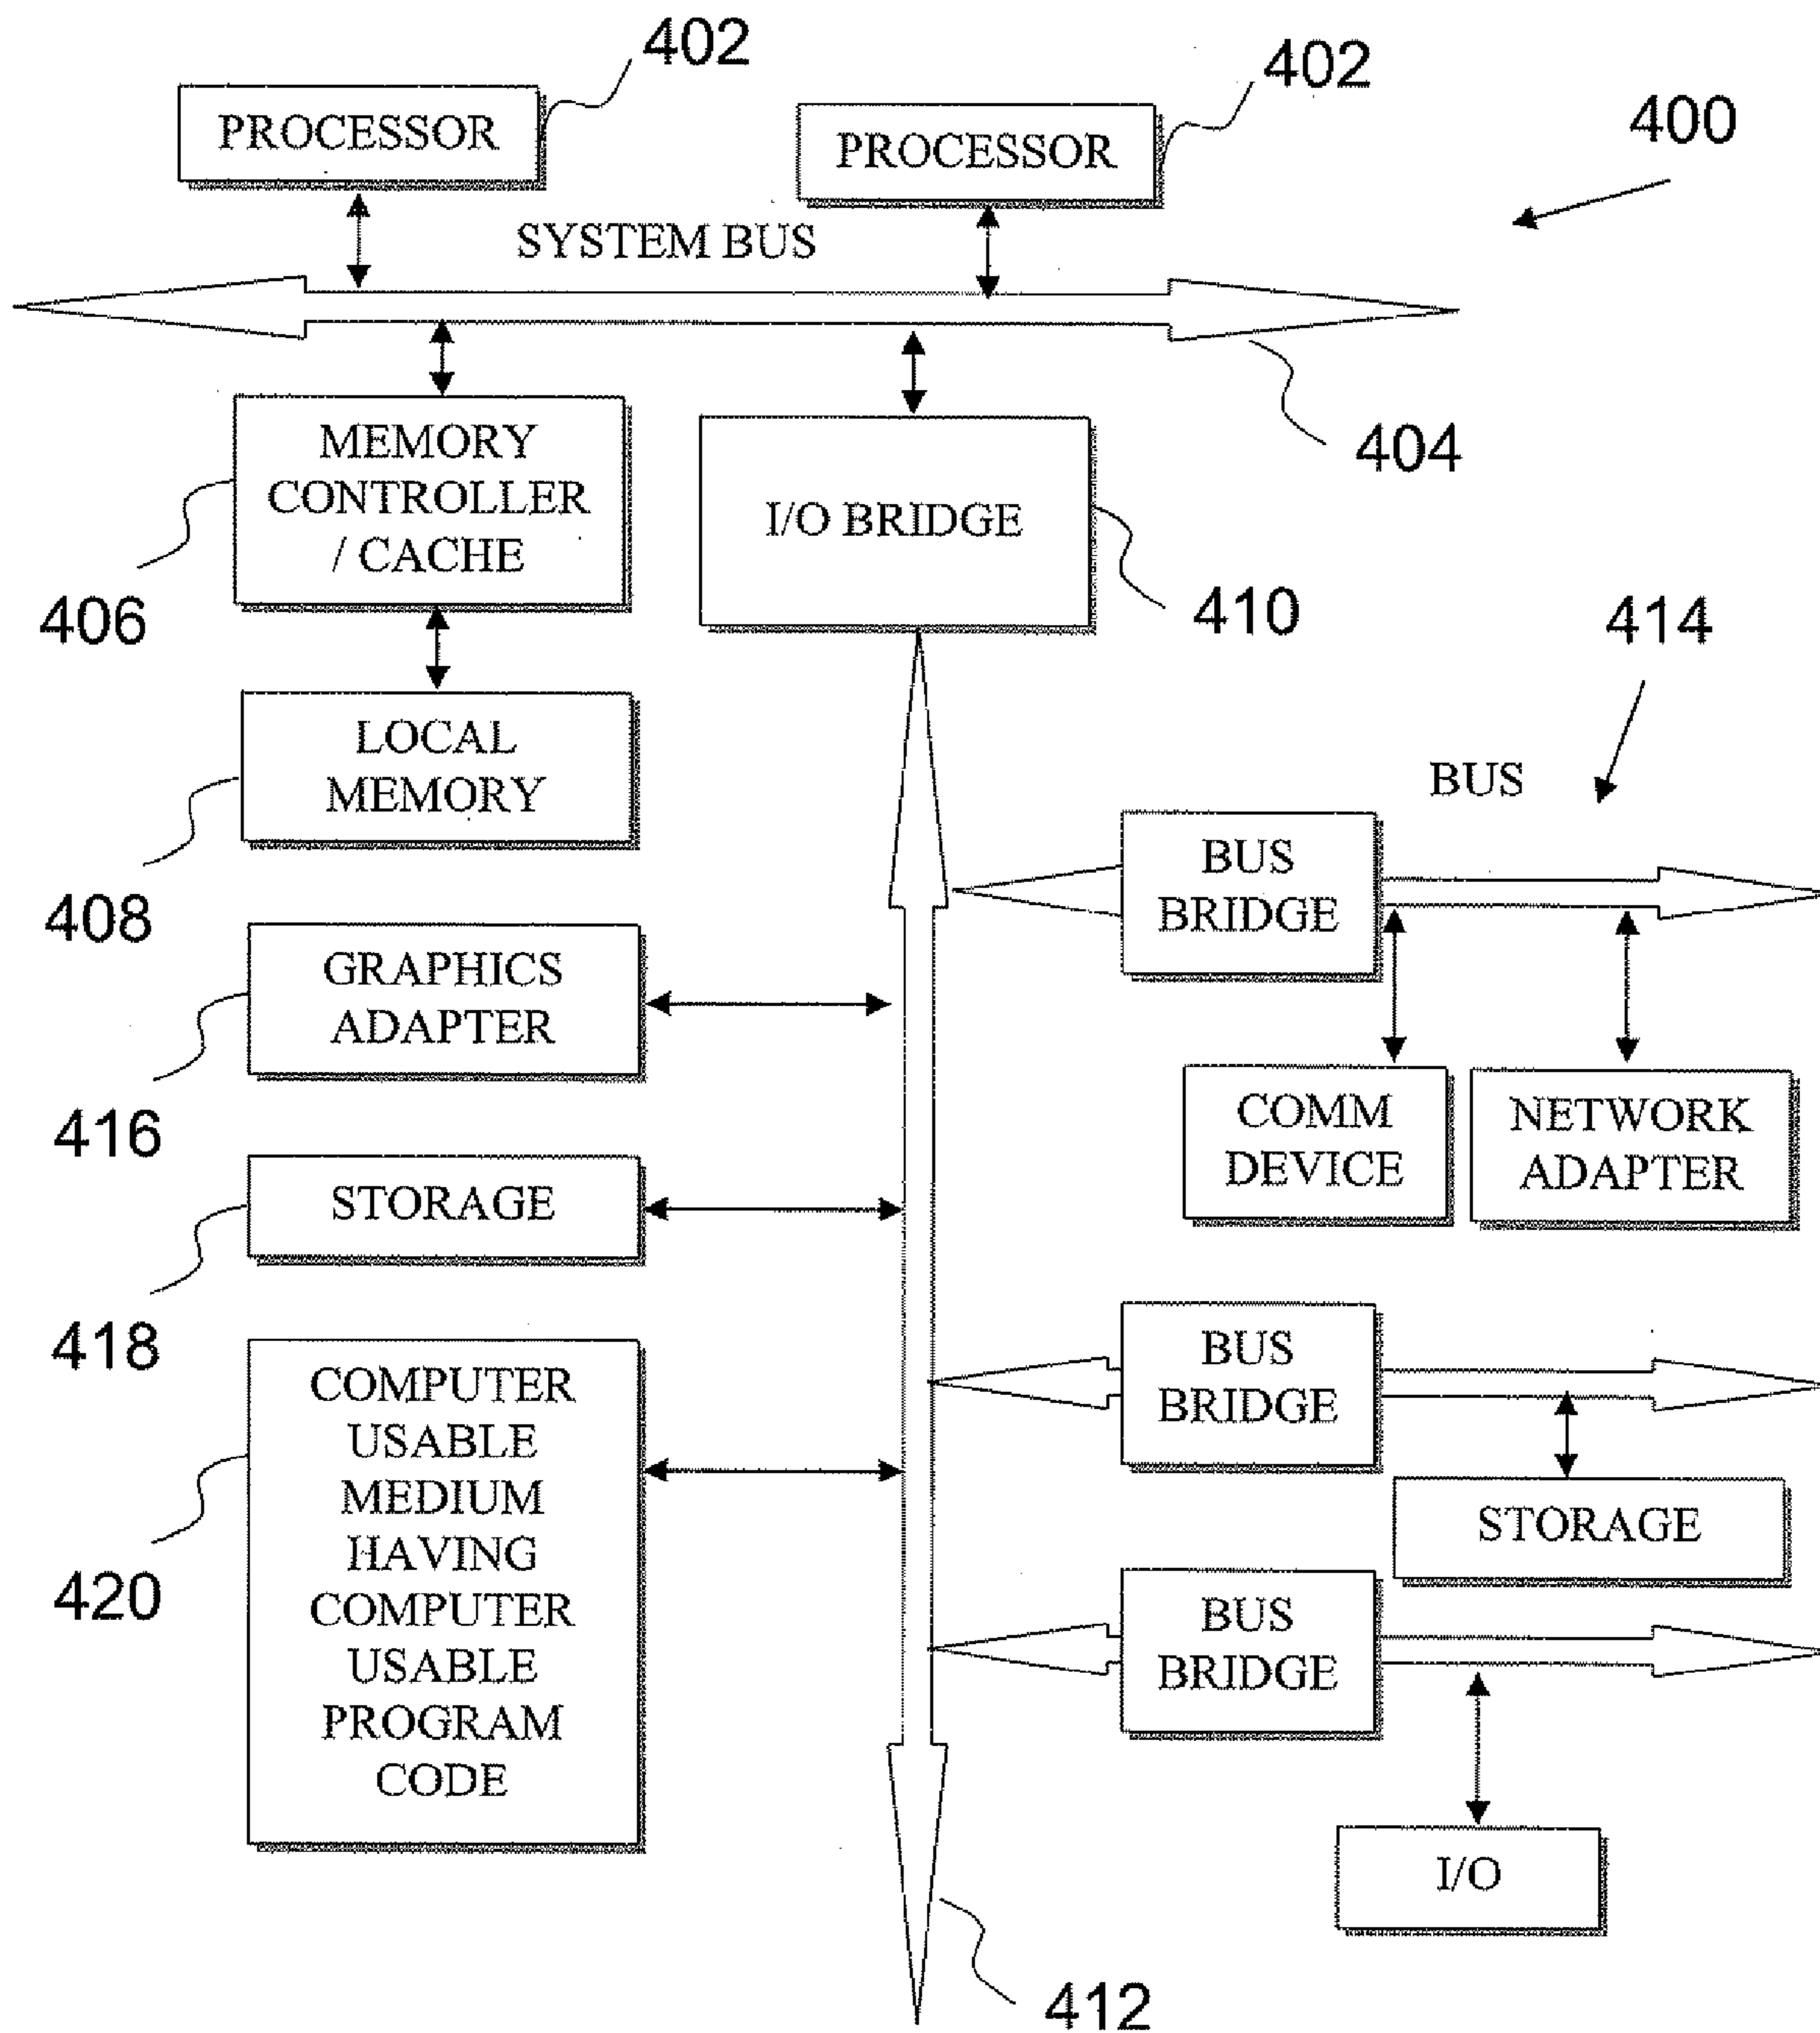 402
402
PROCESSOR
PROCESSOR
400
SYSTEM BUS
404
MEMORY
CONTROLLER
/ CACHE
I/O BRIDGE
406
410
414
LOCAL
MEMORY
BUS
408
BUS
BRIDGE
GRAPHICS
ADAPTER
416
COMM
DEVICE
NETWORK
ADAPTER
STORAGE
418
BUS
BRIDGE
COMPUTER
USABLE
MEDIUM
HAVING
COMPUTER
USABLE
PROGRAM
CODE
STORAGE
420
BUS
BRIDGE
I/O
412